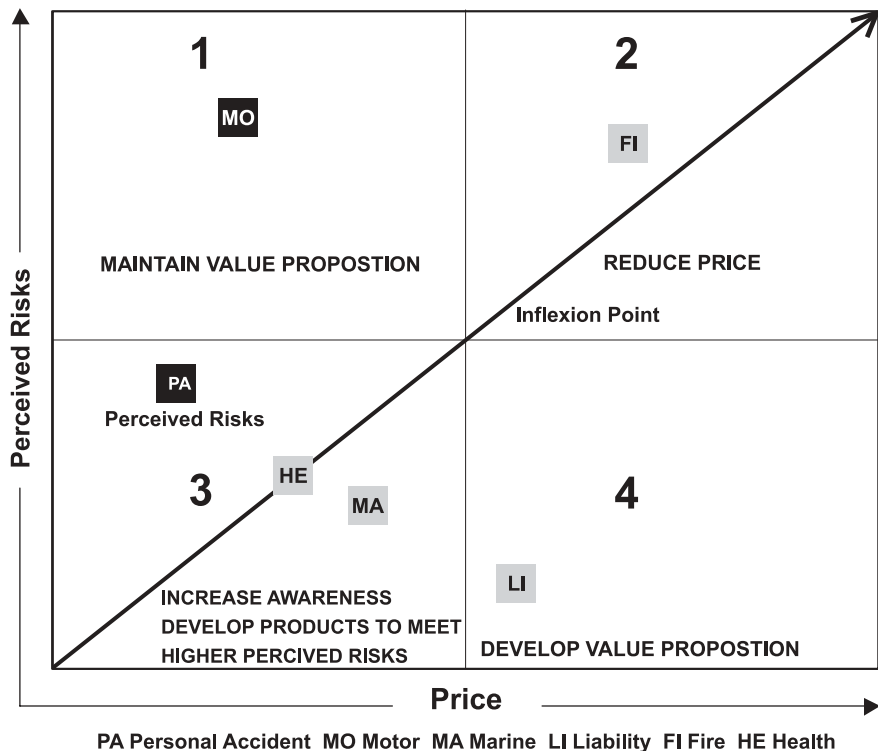 1
2
MO
FI
MAINTAIN VALUE PROPOSTION
REDUCE PRICE
Inflexion Point
Perceived Risks
PA
Perceived Risks
HE
3
MA
4
LI
INCREASE AWARENESS
DEVELOP PRODUCTS TO MEET
HIGHER PERCIVED RISKS
DEVELOP VALUE PROPOSTION
Price
PA Personal Accident MO Motor MA Marine LI Liability FI Fire HE Health